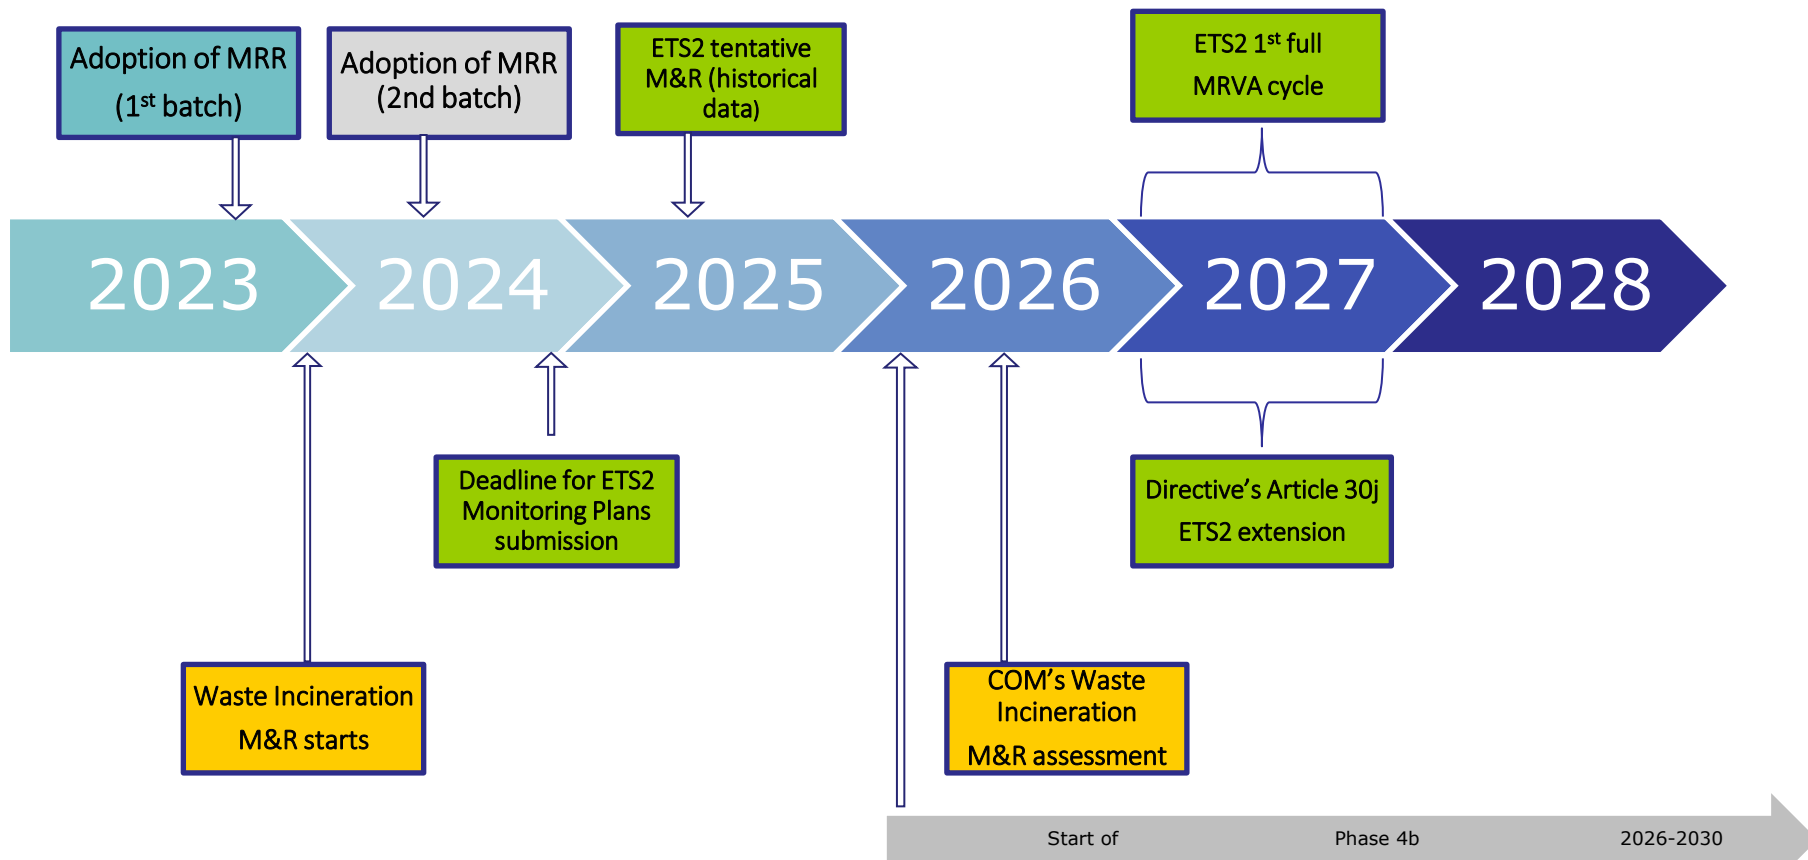 Adoption of MRR
(1st batch)
Adoption of MRR
(2nd batch)
ETS2 tentative
M&R (historical
data)
ETS2 1st full
MRVA cycle
2023
2024
2025
2026
2027
2028
Deadline for ETS2
Monitoring Plans
submission
Directive’s Article 30j
ETS2 extension
Waste Incineration
M&R starts
COM’s Waste
Incineration
M&R assessment
Start of Phase 4b 2026-2030